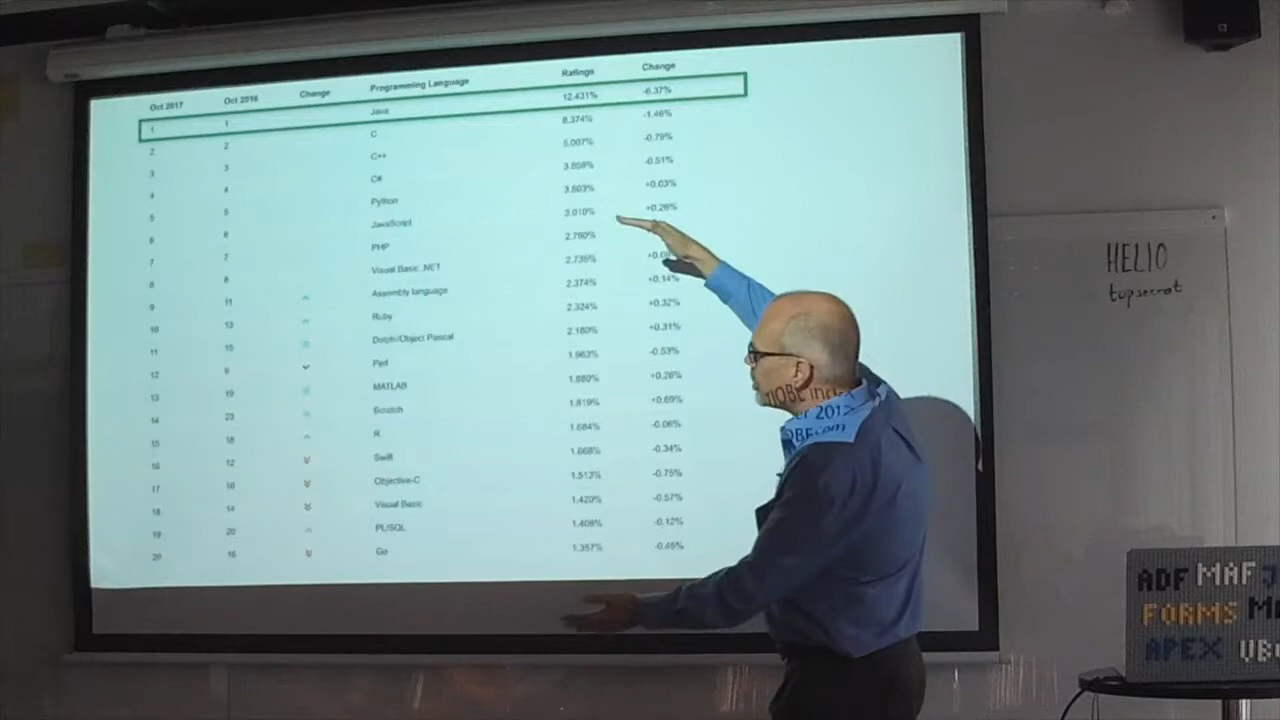 Oct 2017 Oct 2016 Change Programming Language Ratings Change
1 1 Java 12.431% -6.37%
2 2 C 8.374% -1.46%
3 3 C++ 5.007% -0.79%
4 4 C# 3.858% -0.51%
5 5 Python 3.803% +0.03%
6 6 JavaScript 3.010% +0.26%
7 7 PHP 2.790%
8 8 Visual Basic .NET 2.735%
9 11 Assembly language 2.374% +0.14%
10 13 Ruby 2.324% +0.32%
11 15 Delphi/Object Pascal 2.180% +0.31%
12 9 Perl 1.963% -0.53%
13 19 MATLAB 1.880% +0.26%
14 23 Scratch 1.819% +0.69%
15 18 R 1.684% -0.06%
16 12 Swift 1.668% -0.34%
17 10 Objective-C 1.513% -0.75%
18 14 Visual Basic 1.420% -0.57%
19 20 PL/SQL 1.408% -0.12%
20 16 Go 1.357% -0.45%
TIOBE Index
2017
HELIO
topsecret
ADF MAF
FORMS
APEX